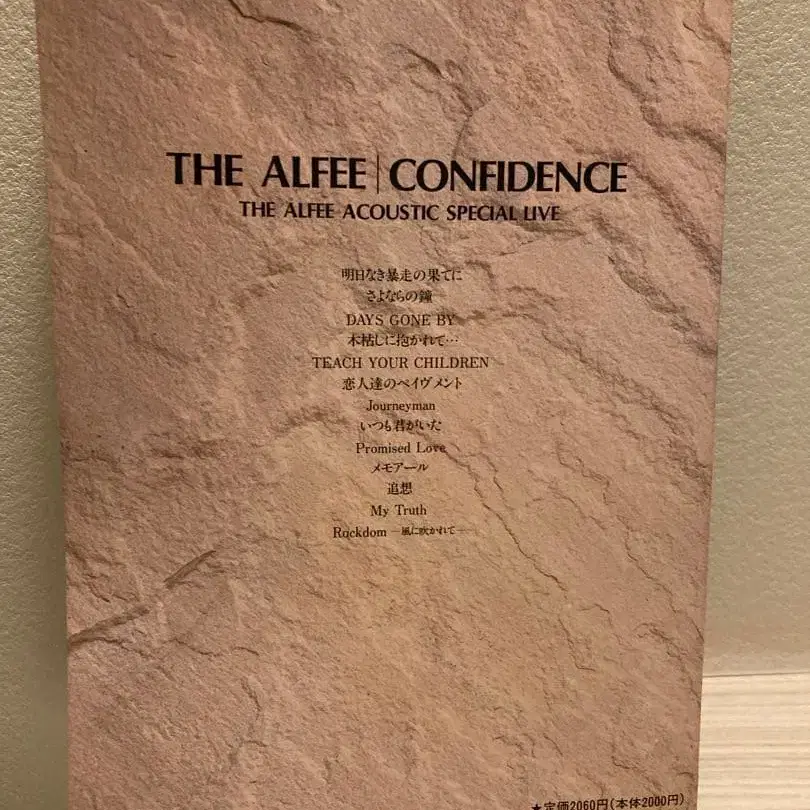 THE ALFEE | CONFIDENCE
THE ALFEE ACOUSTIC SPECIAL LIVE
明日なき暴走の果てに
さよならの鐘
DAYS GONE BY
木枯しに抱かれて…
TEACH YOUR CHILDREN
恋人達のペイヴメント
Journeyman
いつも君がいた
Promised Love
メモアール
追想
My Truth
Rockdom ─風に吹かれて─
★定価2060円(本体2000円)